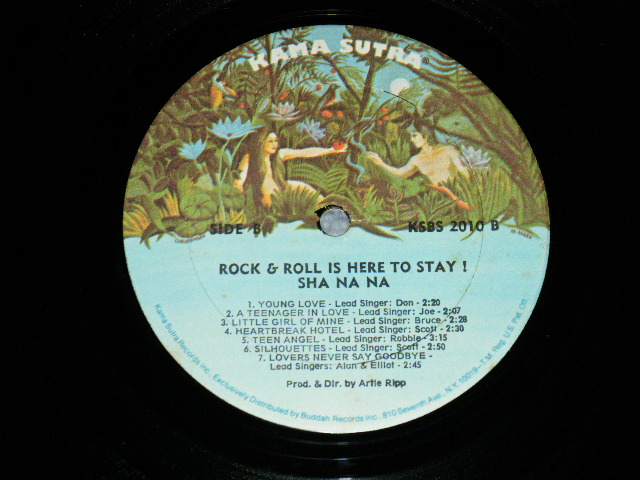 KAMA SUTRA®
SIDE B
KSBS 2010 B
ROCK & ROLL IS HERE TO STAY !
SHA NA NA
1. YOUNG LOVE - Lead Singer: Don - 2:20
2. A TEENAGER IN LOVE - Lead Singer: Joe - 2:07
3. LITTLE GIRL OF MINE - Lead Singer: Bruce - 2:28
4. HEARTBREAK HOTEL - Lead Singer: Scott - 2:30
5. TEEN ANGEL - Lead Singer: Robbie - 3:15
6. SILHOUETTES - Lead Singer: Scott - 2:50
7. LOVERS NEVER SAY GOODBYE -
Lead Singers: Alan & Elliot - 2:45
Prod. & Dir. by Artie Ripp
Kama Sutra Records Inc. Exclusively Distributed by Buddah Records Inc. 810 Seventh Ave., N.Y. 10019 - T.M. Reg. U.S. Pat. Off.